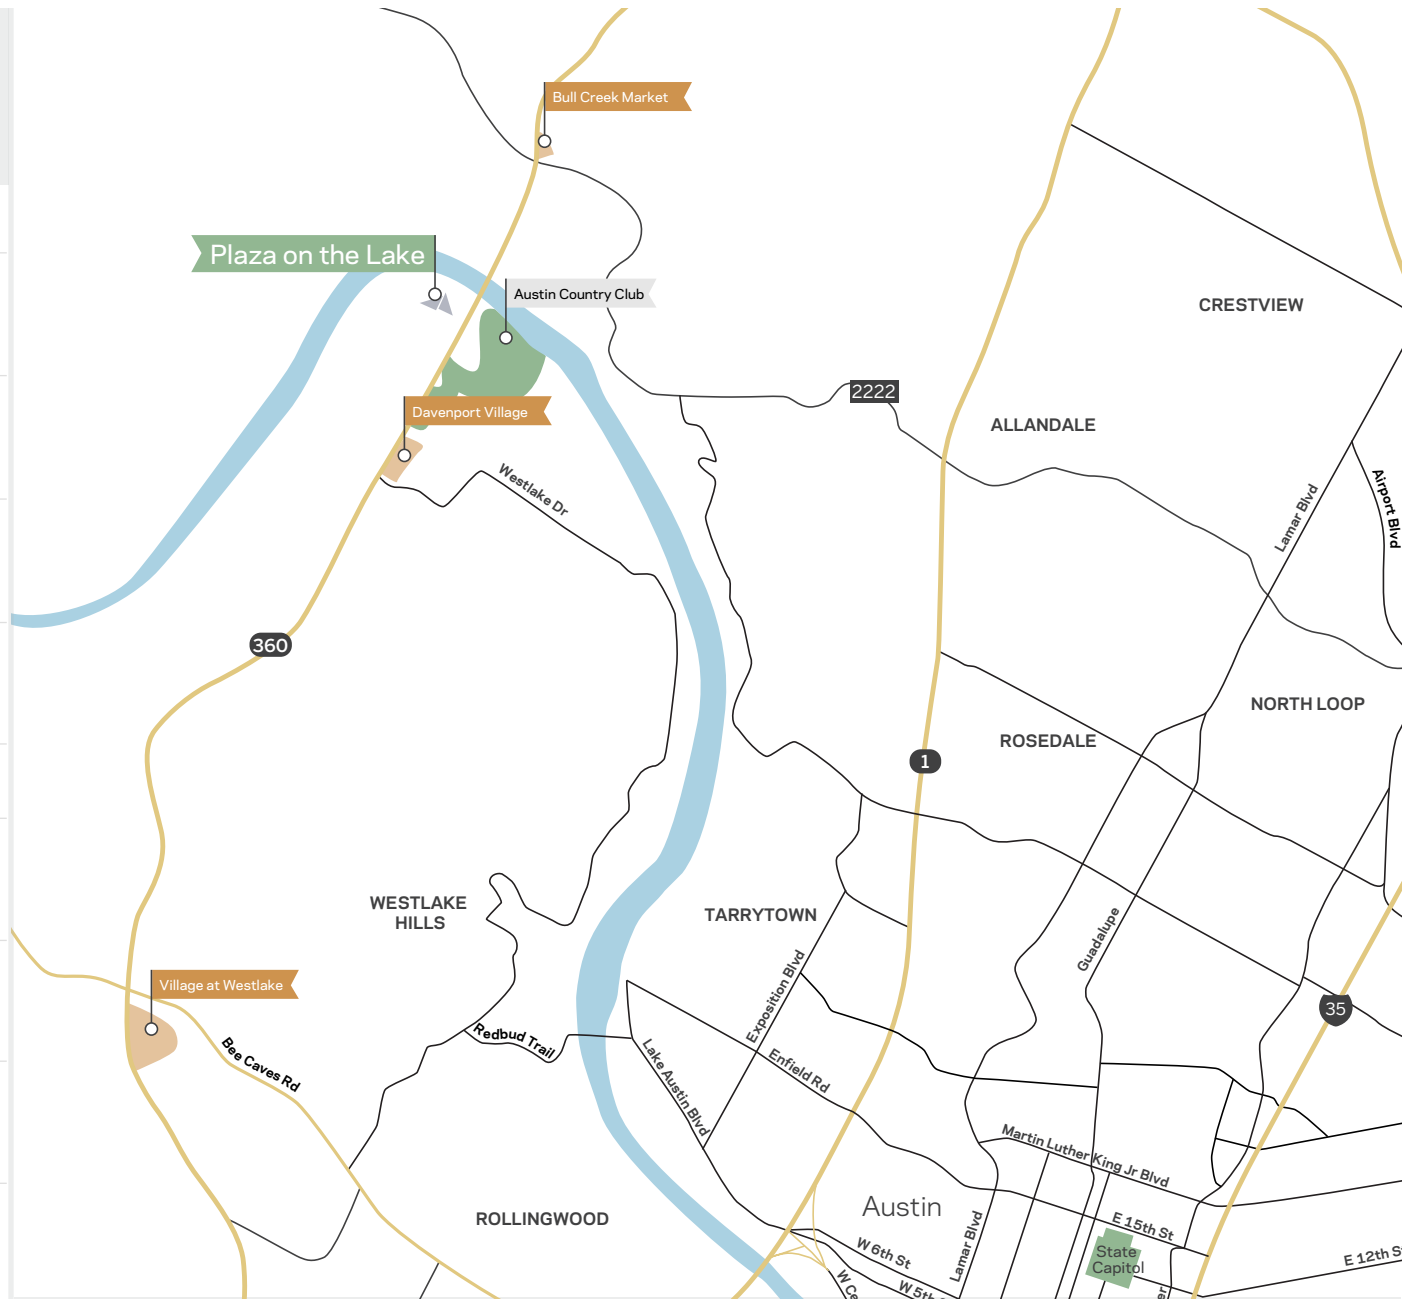 Bull Creek Market
Plaza on the Lake
Austin Country Club
CRESTVIEW
2222
Davenport Village
ALLANDALE
Westlake Dr
Lamar Blvd
Airport Blvd
360
NORTH LOOP
ROSEDALE
1
WESTLAKE
HILLS
TARRYTOWN
Guadalupe
Exposition Blvd
Village at Westlake
35
Redbud Trail
Bee Caves Rd
Lake Austin Blvd
Enfield Rd
Martin Luther King Jr Blvd
Austin
ROLLINGWOOD
E 15th St
Lamar Blvd
W 6th St
State
Capitol
E 12th S
W 5th
W Ce
er